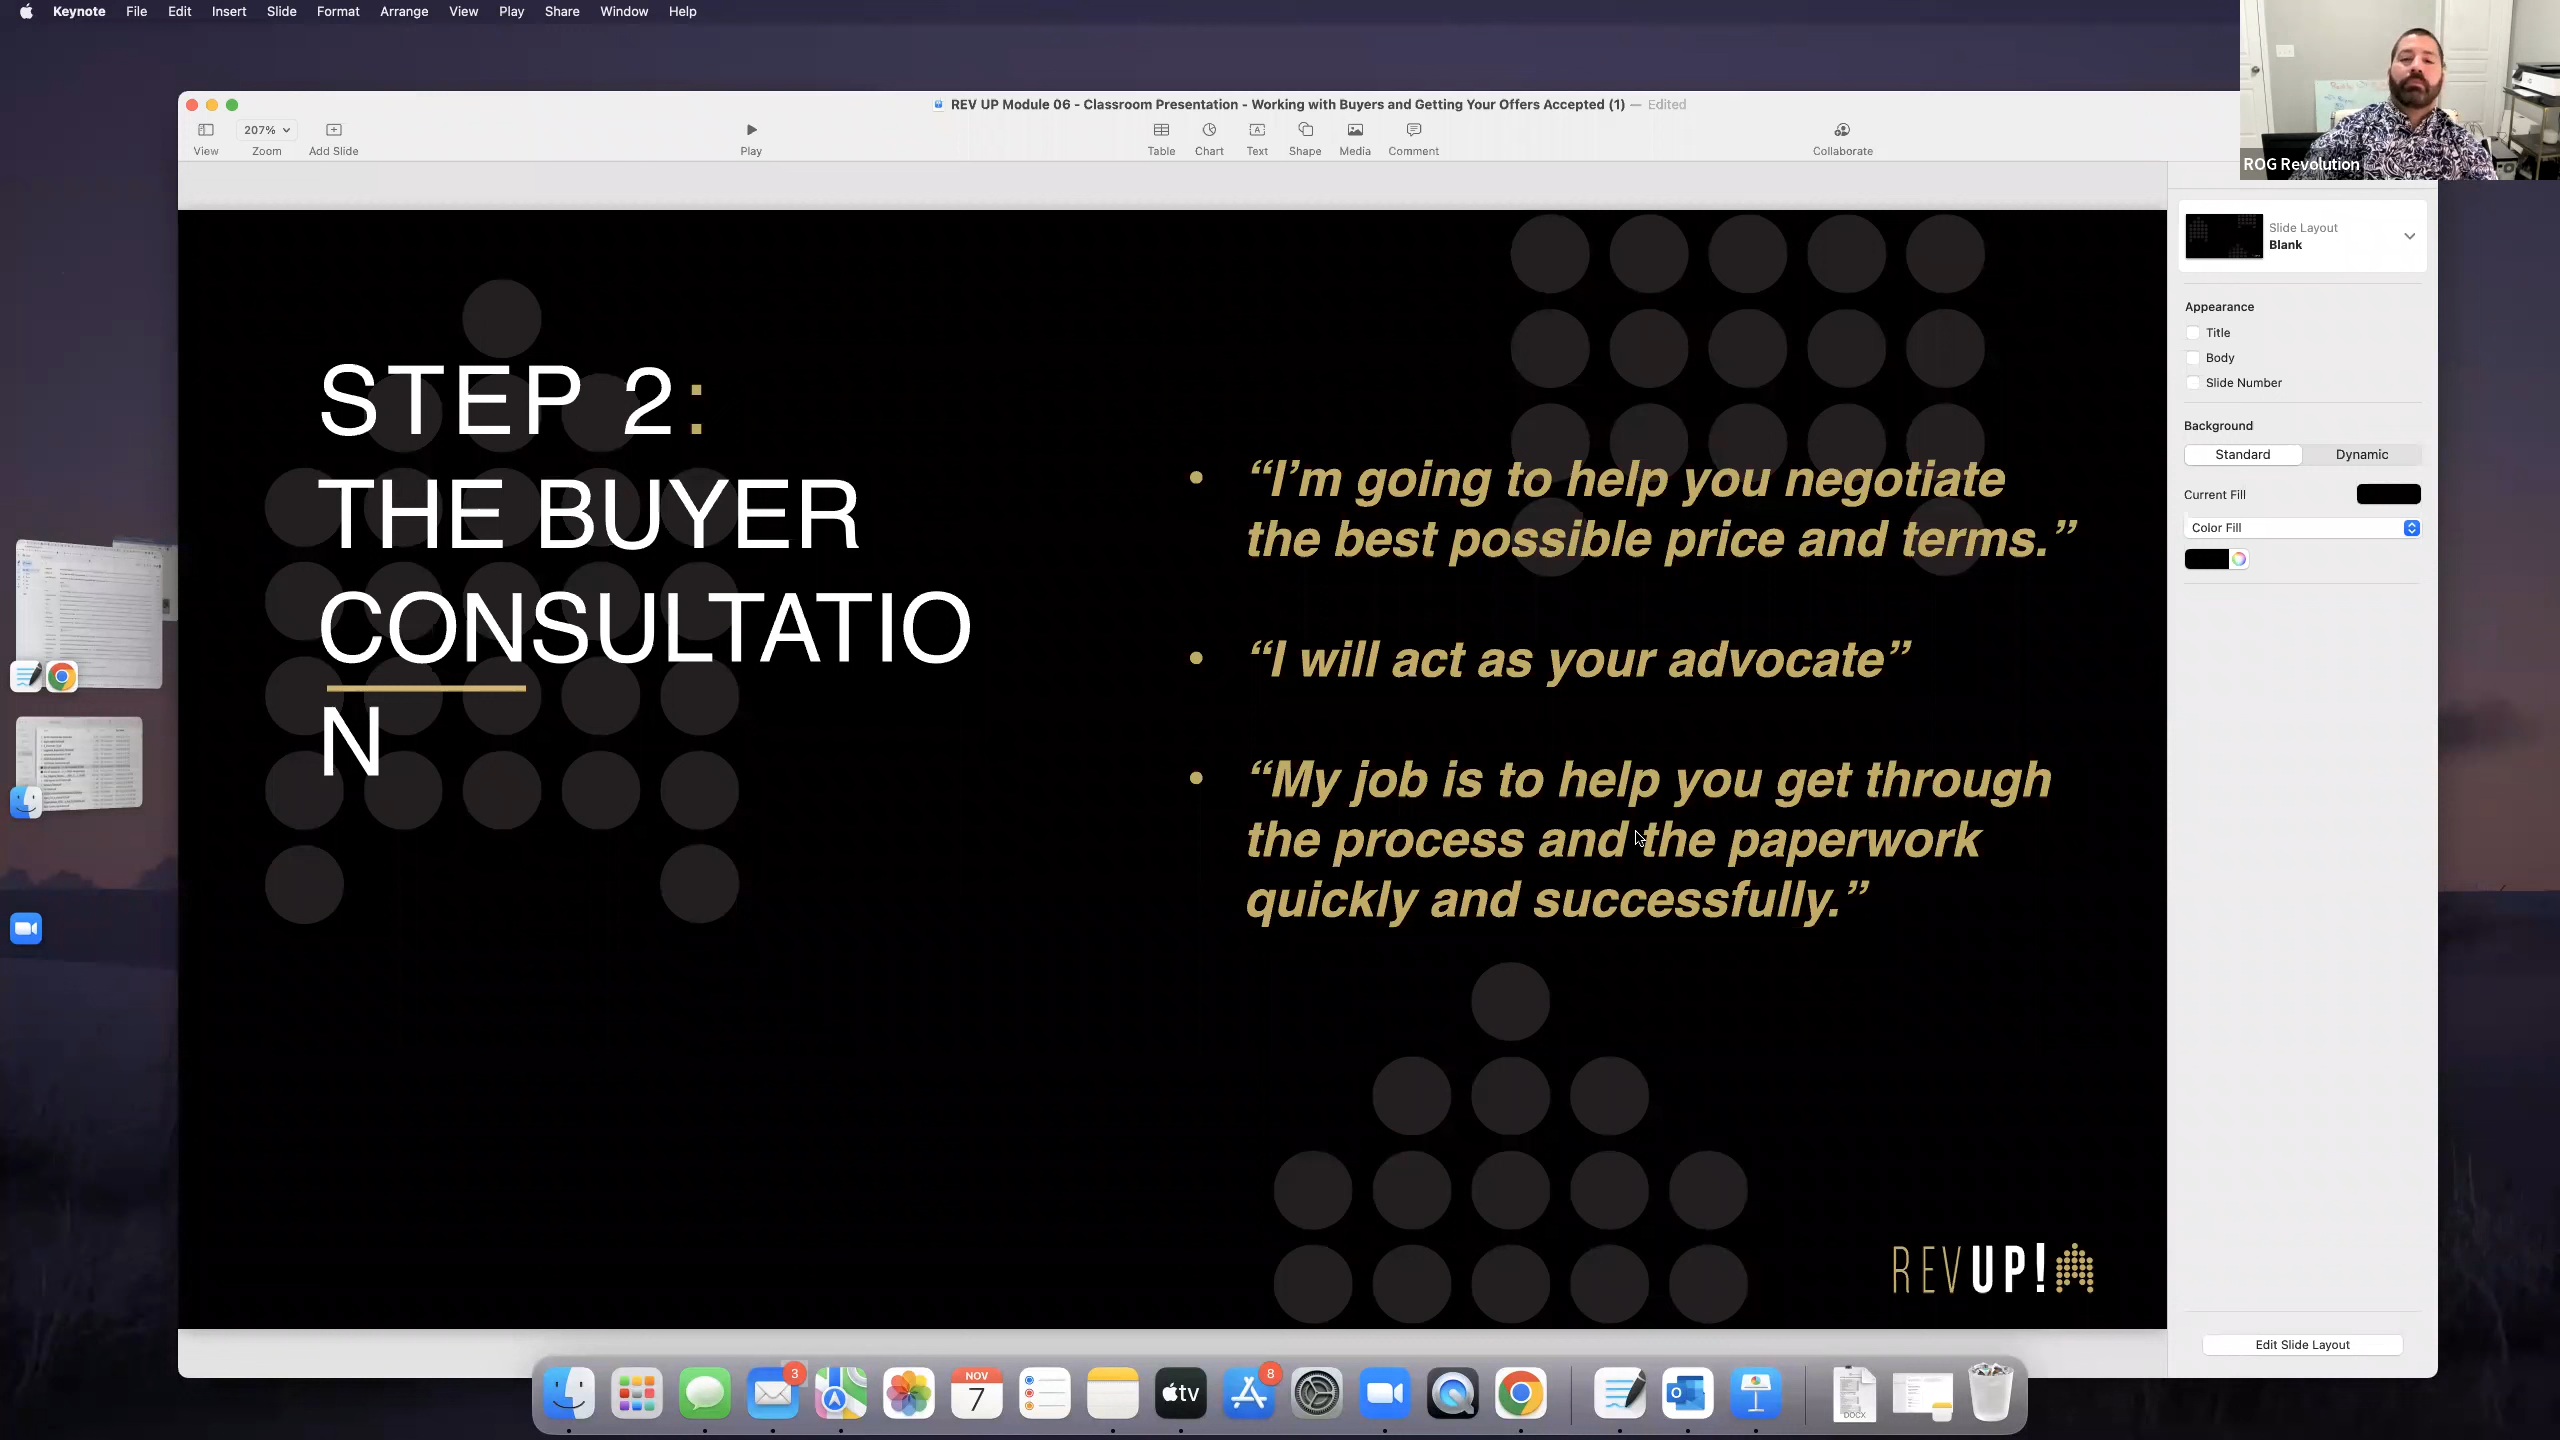 Keynote File Edit Insert Slide Format Arrange View Play Share Window Help
REV UP Module 06 - Classroom Presentation - Working with Buyers and Getting Your Offers Accepted (1) — Edited
207%
View Zoom Add Slide Play Table Chart Text Shape Media Comment Collaborate
ROG Revolution
STEP 2:
THE BUYER
CONSULTATIO
N
• “I’m going to help you negotiate
the best possible price and terms.”
• “I will act as your advocate”
• “My job is to help you get through
the process and the paperwork
quickly and successfully.”
REVUP!
Slide Layout
Blank
Appearance
Title
Body
Slide Number
Background
Standard Dynamic
Current Fill
Color Fill
Edit Slide Layout
3
NOV
7
tv
8
DOCX